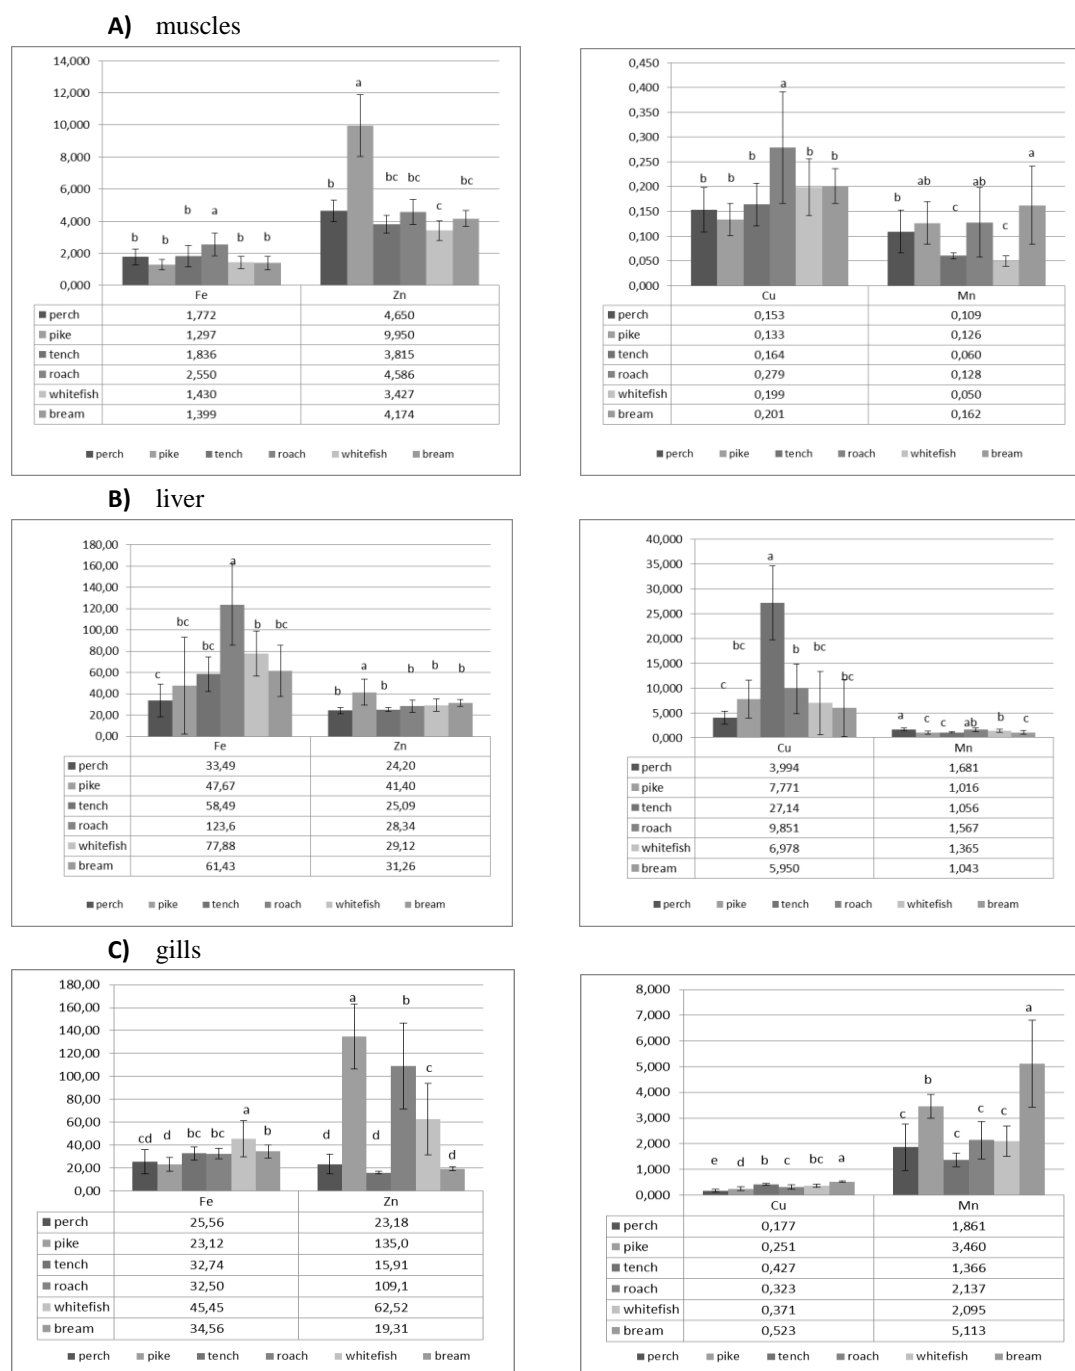 A) muscles
14,000
12,000
10,000
8,000
6,000
4,000
2,000
0,000
b b b a b b
b a bc bc c bc
Fe Zn
perch 1,772 4,650
pike 1,297 9,950
tench 1,836 3,815
roach 2,550 4,586
whitefish 1,430 3,427
bream 1,399 4,174
perch pike tench roach whitefish bream
0,450
0,400
0,350
0,300
0,250
0,200
0,150
0,100
0,050
0,000
b b b a b b
b ab c ab c a
Cu Mn
perch 0,153 0,109
pike 0,133 0,126
tench 0,164 0,060
roach 0,279 0,128
whitefish 0,199 0,050
bream 0,201 0,162
perch pike tench roach whitefish bream
B) liver
180,00
160,00
140,00
120,00
100,00
80,00
60,00
40,00
20,00
0,00
c bc bc a b bc
b a b b b b
Fe Zn
perch 33,49 24,20
pike 47,67 41,40
tench 58,49 25,09
roach 123,6 28,34
whitefish 77,88 29,12
bream 61,43 31,26
perch pike tench roach whitefish bream
40,000
35,000
30,000
25,000
20,000
15,000
10,000
5,000
0,000
c bc a b bc bc
a c c ab b c
Cu Mn
perch 3,994 1,681
pike 7,771 1,016
tench 27,14 1,056
roach 9,851 1,567
whitefish 6,978 1,365
bream 5,950 1,043
perch pike tench roach whitefish bream
C) gills
180,00
160,00
140,00
120,00
100,00
80,00
60,00
40,00
20,00
0,00
cd d bc bc a b
d a d b c d
Fe Zn
perch 25,56 23,18
pike 23,12 135,0
tench 32,74 15,91
roach 32,50 109,1
whitefish 45,45 62,52
bream 34,56 19,31
perch pike tench roach whitefish bream
8,000
7,000
6,000
5,000
4,000
3,000
2,000
1,000
0,000
e d b c bc a
c b c c c a
Cu Mn
perch 0,177 1,861
pike 0,251 3,460
tench 0,427 1,366
roach 0,323 2,137
whitefish 0,371 2,095
bream 0,523 5,113
perch pike tench roach whitefish bream